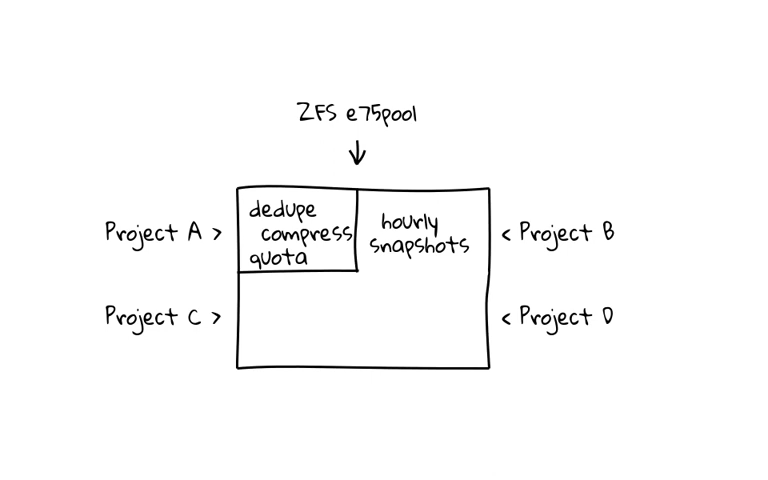 ZFS e75pool
dedupe
compress
quota
hourly
snapshots
Project A >
< Project B
Project C >
< Project D